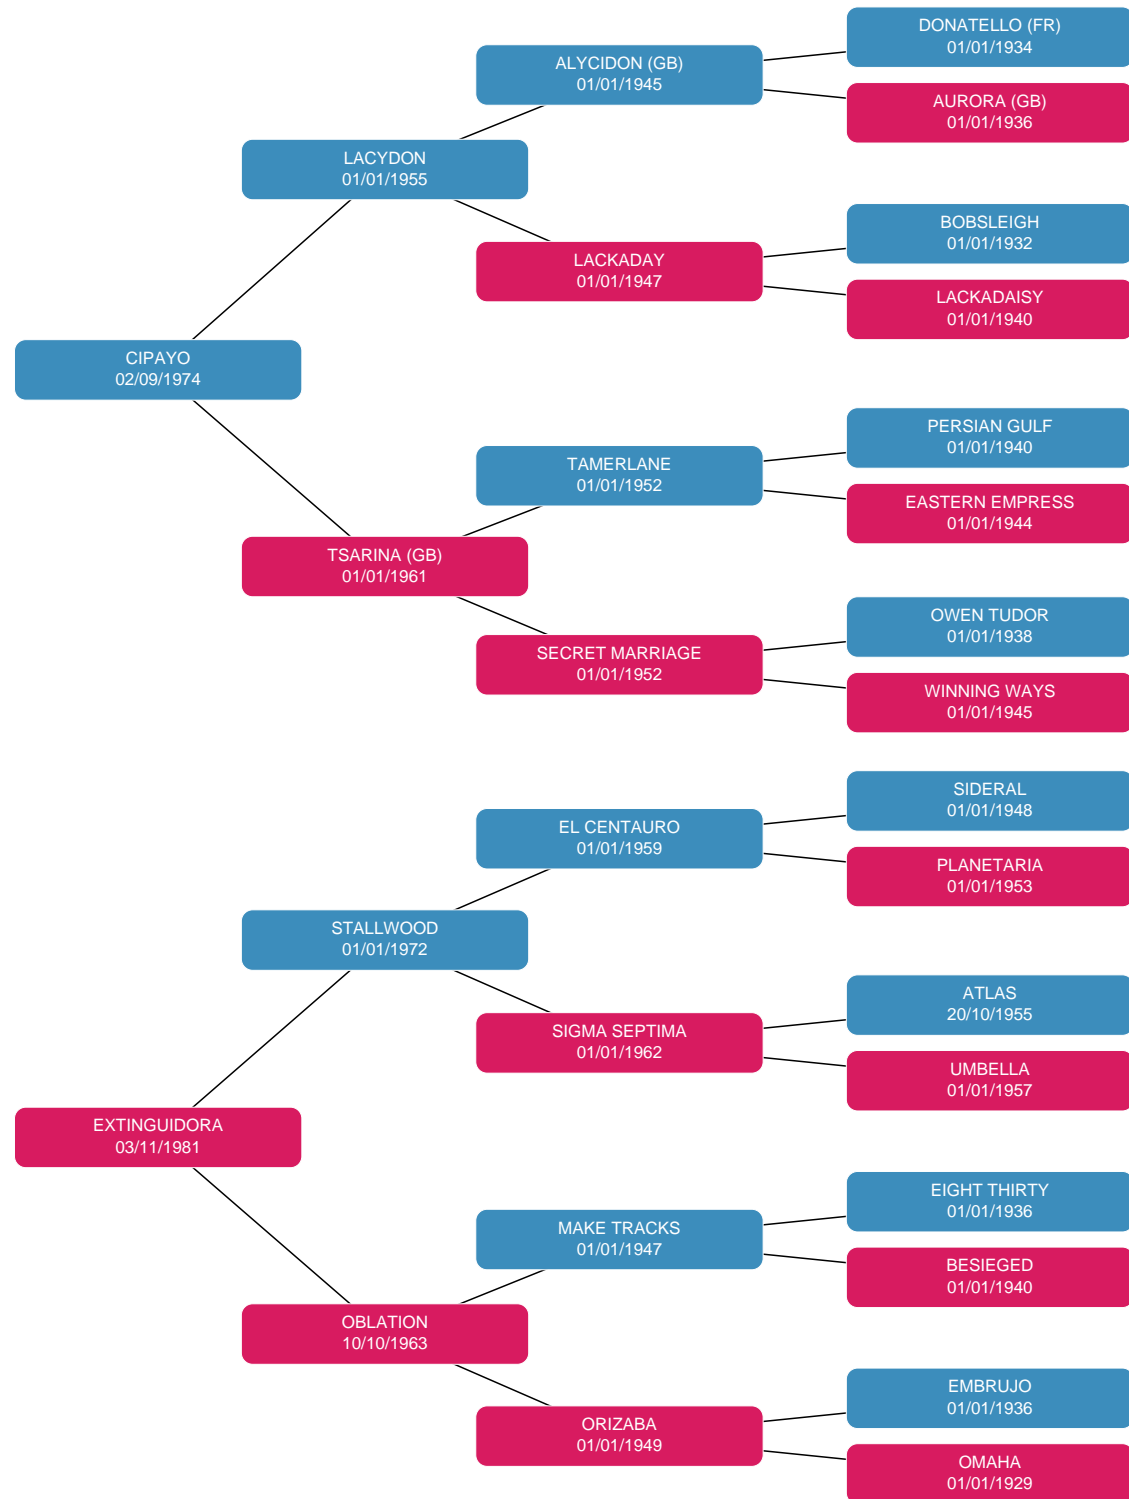 DONATELLO (FR)
01/01/1934
ALYCIDON (GB)
01/01/1945
AURORA (GB)
01/01/1936
LACYDON
01/01/1955
BOBSLEIGH
01/01/1932
LACKADAY
01/01/1947
LACKADAISY
01/01/1940
CIPAYO
02/09/1974
PERSIAN GULF
01/01/1940
TAMERLANE
01/01/1952
EASTERN EMPRESS
01/01/1944
TSARINA (GB)
01/01/1961
OWEN TUDOR
01/01/1938
SECRET MARRIAGE
01/01/1952
WINNING WAYS
01/01/1945
SIDERAL
01/01/1948
EL CENTAURO
01/01/1959
PLANETARIA
01/01/1953
STALLWOOD
01/01/1972
ATLAS
20/10/1955
SIGMA SEPTIMA
01/01/1962
UMBELLA
01/01/1957
EXTINGUIDORA
03/11/1981
EIGHT THIRTY
01/01/1936
MAKE TRACKS
01/01/1947
BESIEGED
01/01/1940
OBLATION
10/10/1963
EMBRUJO
01/01/1936
ORIZABA
01/01/1949
OMAHA
01/01/1929